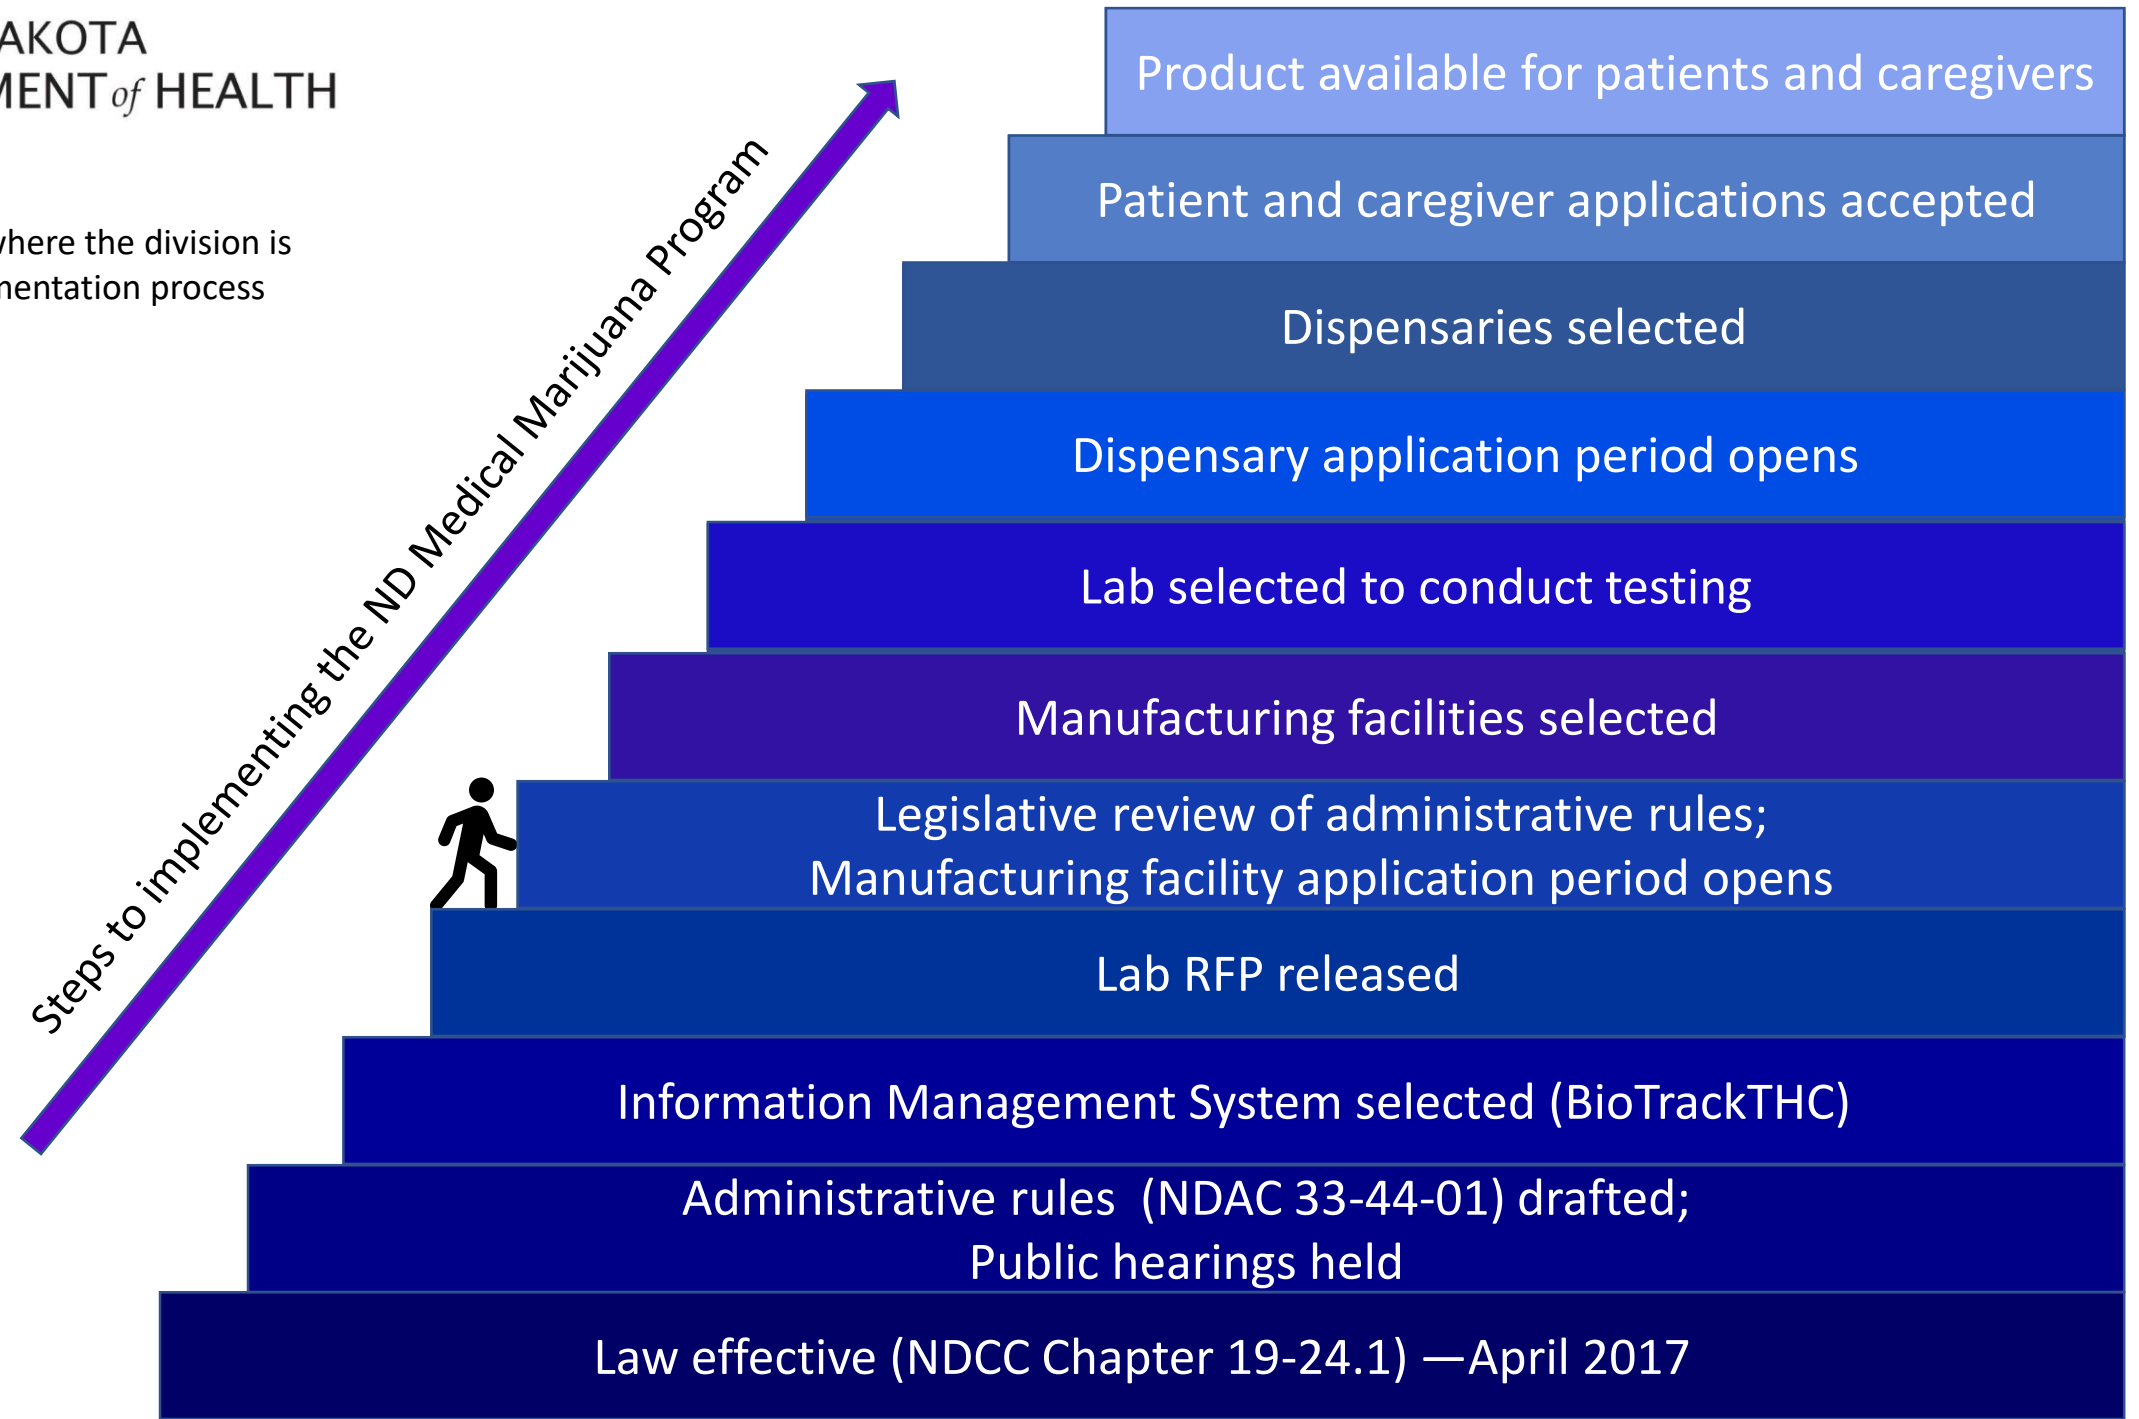 AKOTA
MENT of HEALTH
where the division is
mentation process
Steps to implementing the ND Medical Marijuana Program
Product available for patients and caregivers
Patient and caregiver applications accepted
Dispensaries selected
Dispensary application period opens
Lab selected to conduct testing
Manufacturing facilities selected
Legislative review of administrative rules;
Manufacturing facility application period opens
Lab RFP released
Information Management System selected (BioTrackTHC)
Administrative rules  (NDAC 33-44-01) drafted;
Public hearings held
Law effective (NDCC Chapter 19-24.1) —April 2017